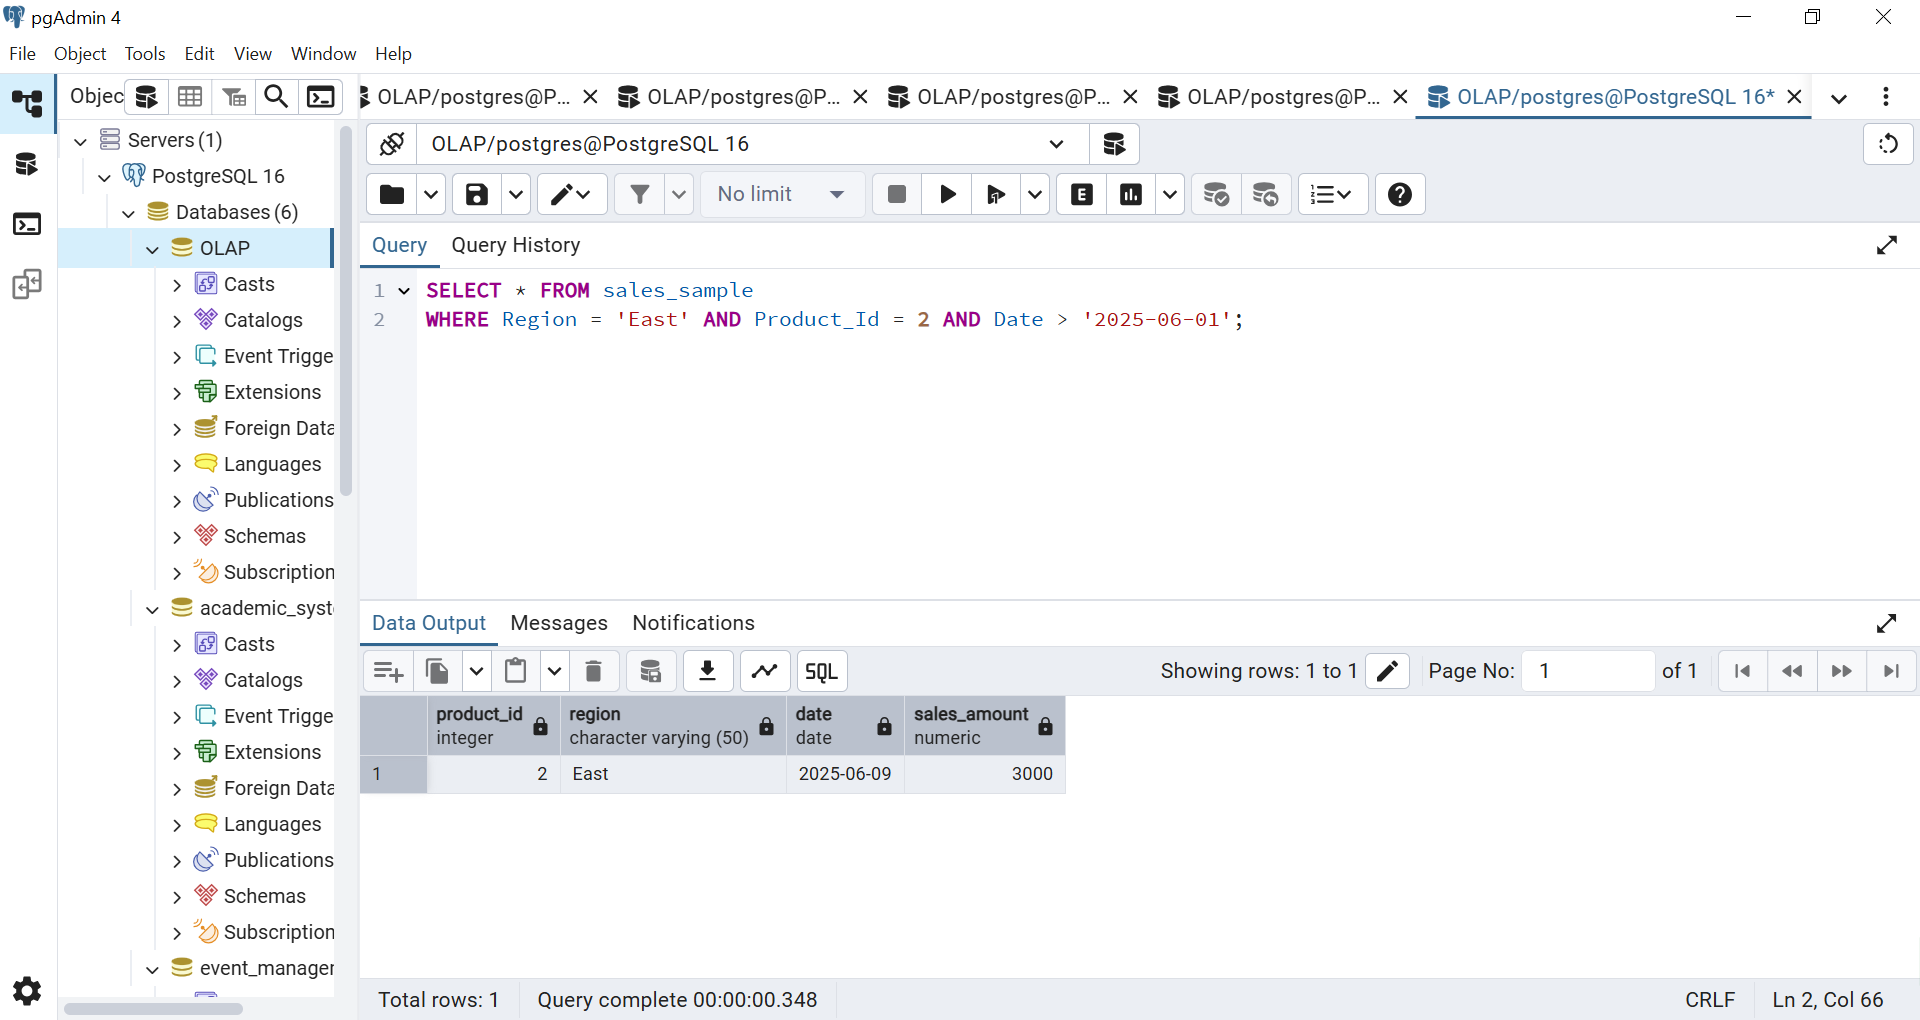 pgAdmin 4
File Object Tools Edit View Window Help
Objec
OLAP/postgres@P... OLAP/postgres@P... OLAP/postgres@P... OLAP/postgres@P... OLAP/postgres@PostgreSQL 16*
Servers (1)
PostgreSQL 16
Databases (6)
OLAP
Casts
Catalogs
Event Trigge
Extensions
Foreign Data
Languages
Publications
Schemas
Subscription
academic_syst
Casts
Catalogs
Event Trigge
Extensions
Foreign Data
Languages
Publications
Schemas
Subscription
event_manager
OLAP/postgres@PostgreSQL 16
No limit E
Query Query History
1 SELECT * FROM sales_sample
2 WHERE Region = 'East' AND Product_Id = 2 AND Date > '2025-06-01';
Data Output Messages Notifications
SQL Showing rows: 1 to 1 Page No: 1 of 1
product_id region date sales_amount
integer character varying (50) date numeric
1 2 East 2025-06-09 3000
Total rows: 1 Query complete 00:00:00.348 CRLF Ln 2, Col 66